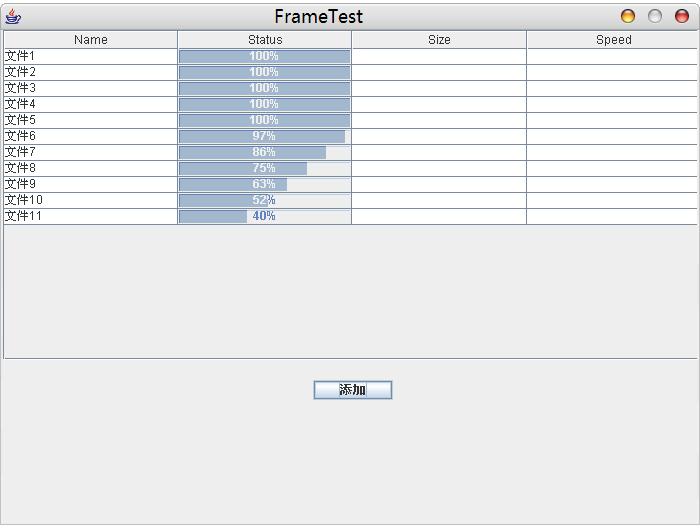 FrameTest
Name Status Size Speed
文件1 100%
文件2 100%
文件3 100%
文件4 100%
文件5 100%
文件6 97%
文件7 86%
文件8 75%
文件9 63%
文件10 52%
文件11 40%
添加